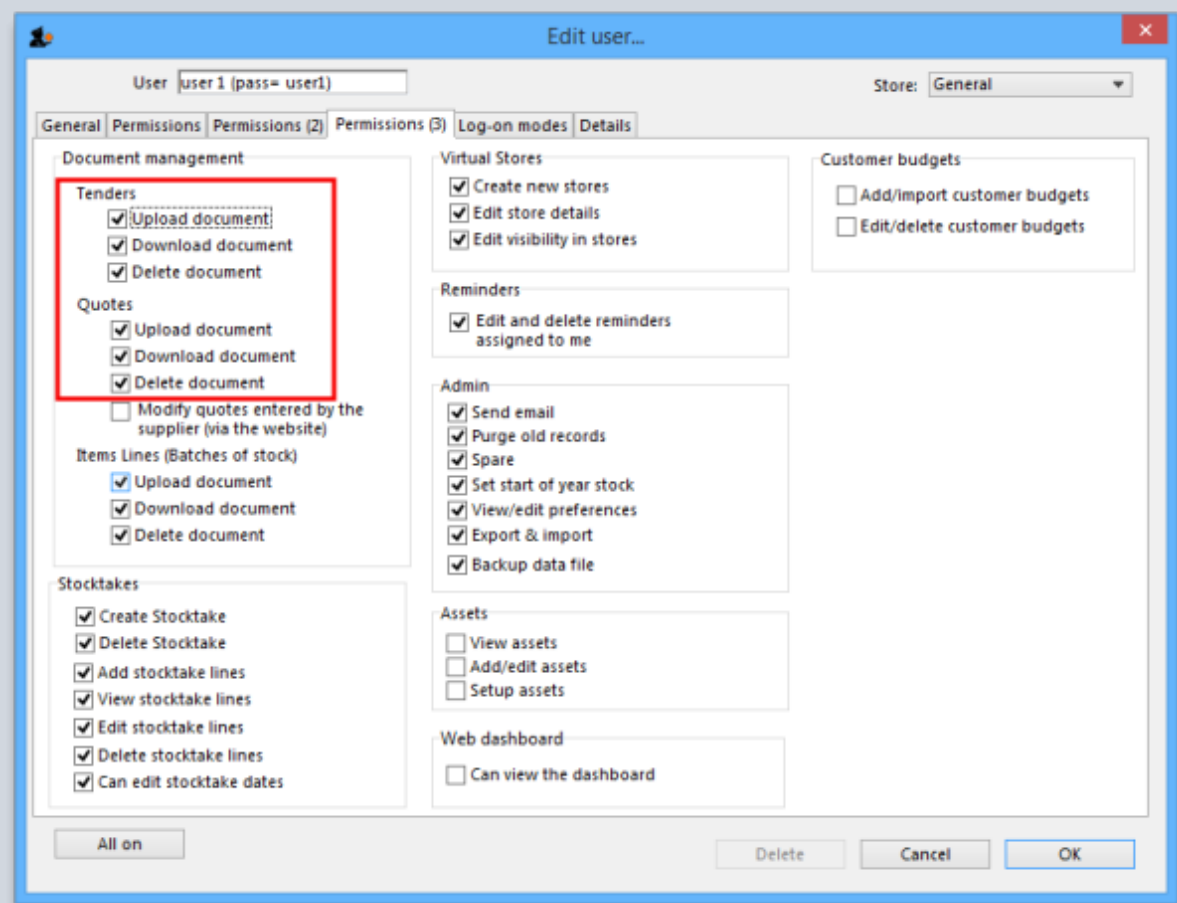 Edit user...
User user 1 (pass= user1)
Store: General
General Permissions Permissions (2) Permissions (3) Log-on modes Details
Document management
Tenders
Upload document
Download document
Delete document
Quotes
Upload document
Download document
Delete document
Modify quotes entered by the
supplier (via the website)
Items Lines (Batches of stock)
Upload document
Download document
Delete document
Stocktakes
Create Stocktake
Delete Stocktake
Add stocktake lines
View stocktake lines
Edit stocktake lines
Delete stocktake lines
Can edit stocktake dates
Virtual Stores
Create new stores
Edit store details
Edit visibility in stores
Reminders
Edit and delete reminders
assigned to me
Admin
Send email
Purge old records
Spare
Set start of year stock
View/edit preferences
Export & import
Backup data file
Assets
View assets
Add/edit assets
Setup assets
Web dashboard
Can view the dashboard
Customer budgets
Add/import customer budgets
Edit/delete customer budgets
All on
Delete
Cancel
OK